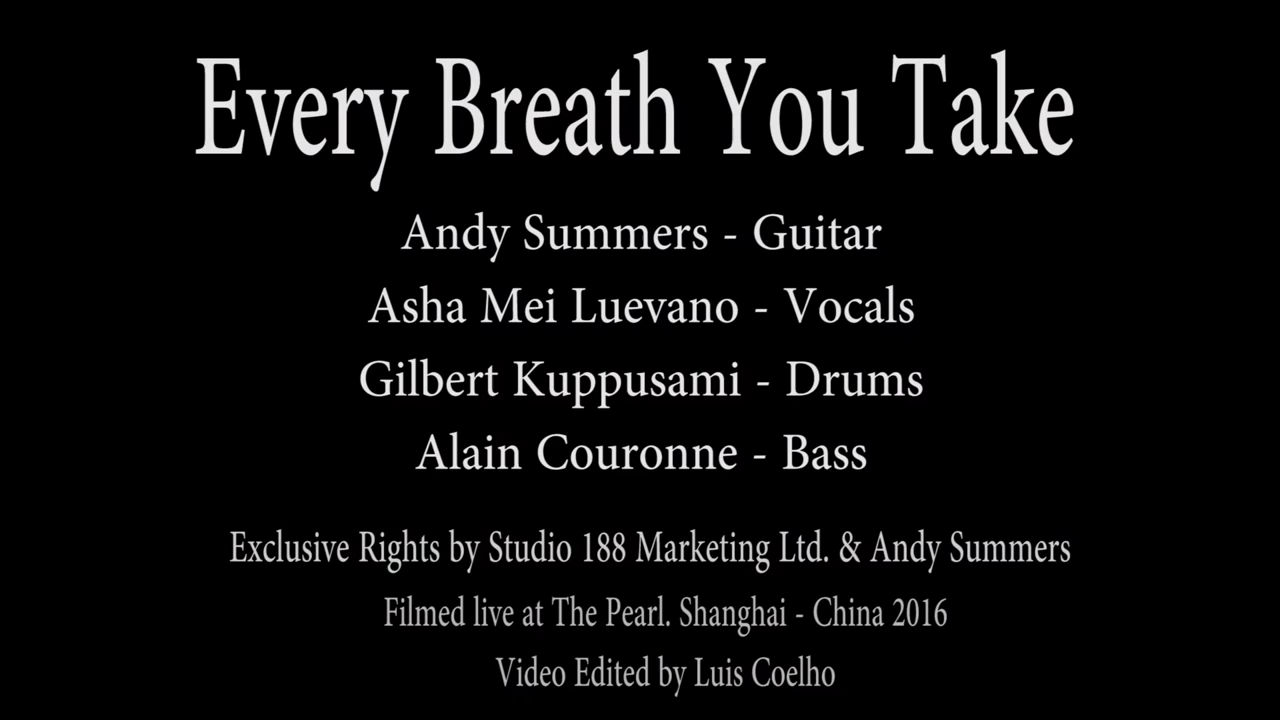 Every Breath You Take
Andy Summers - Guitar
Asha Mei Luevano - Vocals
Gilbert Kuppusami - Drums
Alain Couronne - Bass
Exclusive Rights by Studio 188 Marketing Ltd. & Andy Summers
Filmed live at The Pearl. Shanghai - China 2016
Video Edited by Luis Coelho